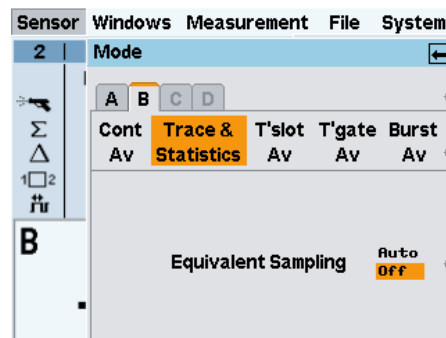 Sensor Windows Measurement File System
2 Mode
A B C D
Cont Trace & T'slot T'gate Burst
Av Statistics Av Av Av
1 2
B
Equivalent Sampling Auto
Off